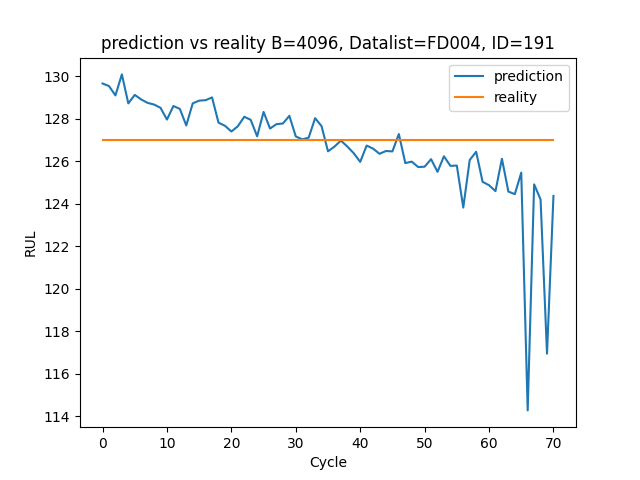 prediction vs reality B=4096, Datalist=FD004, ID=191
prediction
reality
130
128
126
124
122
120
118
116
114
RUL
0 10 20 30 40 50 60 70
Cycle